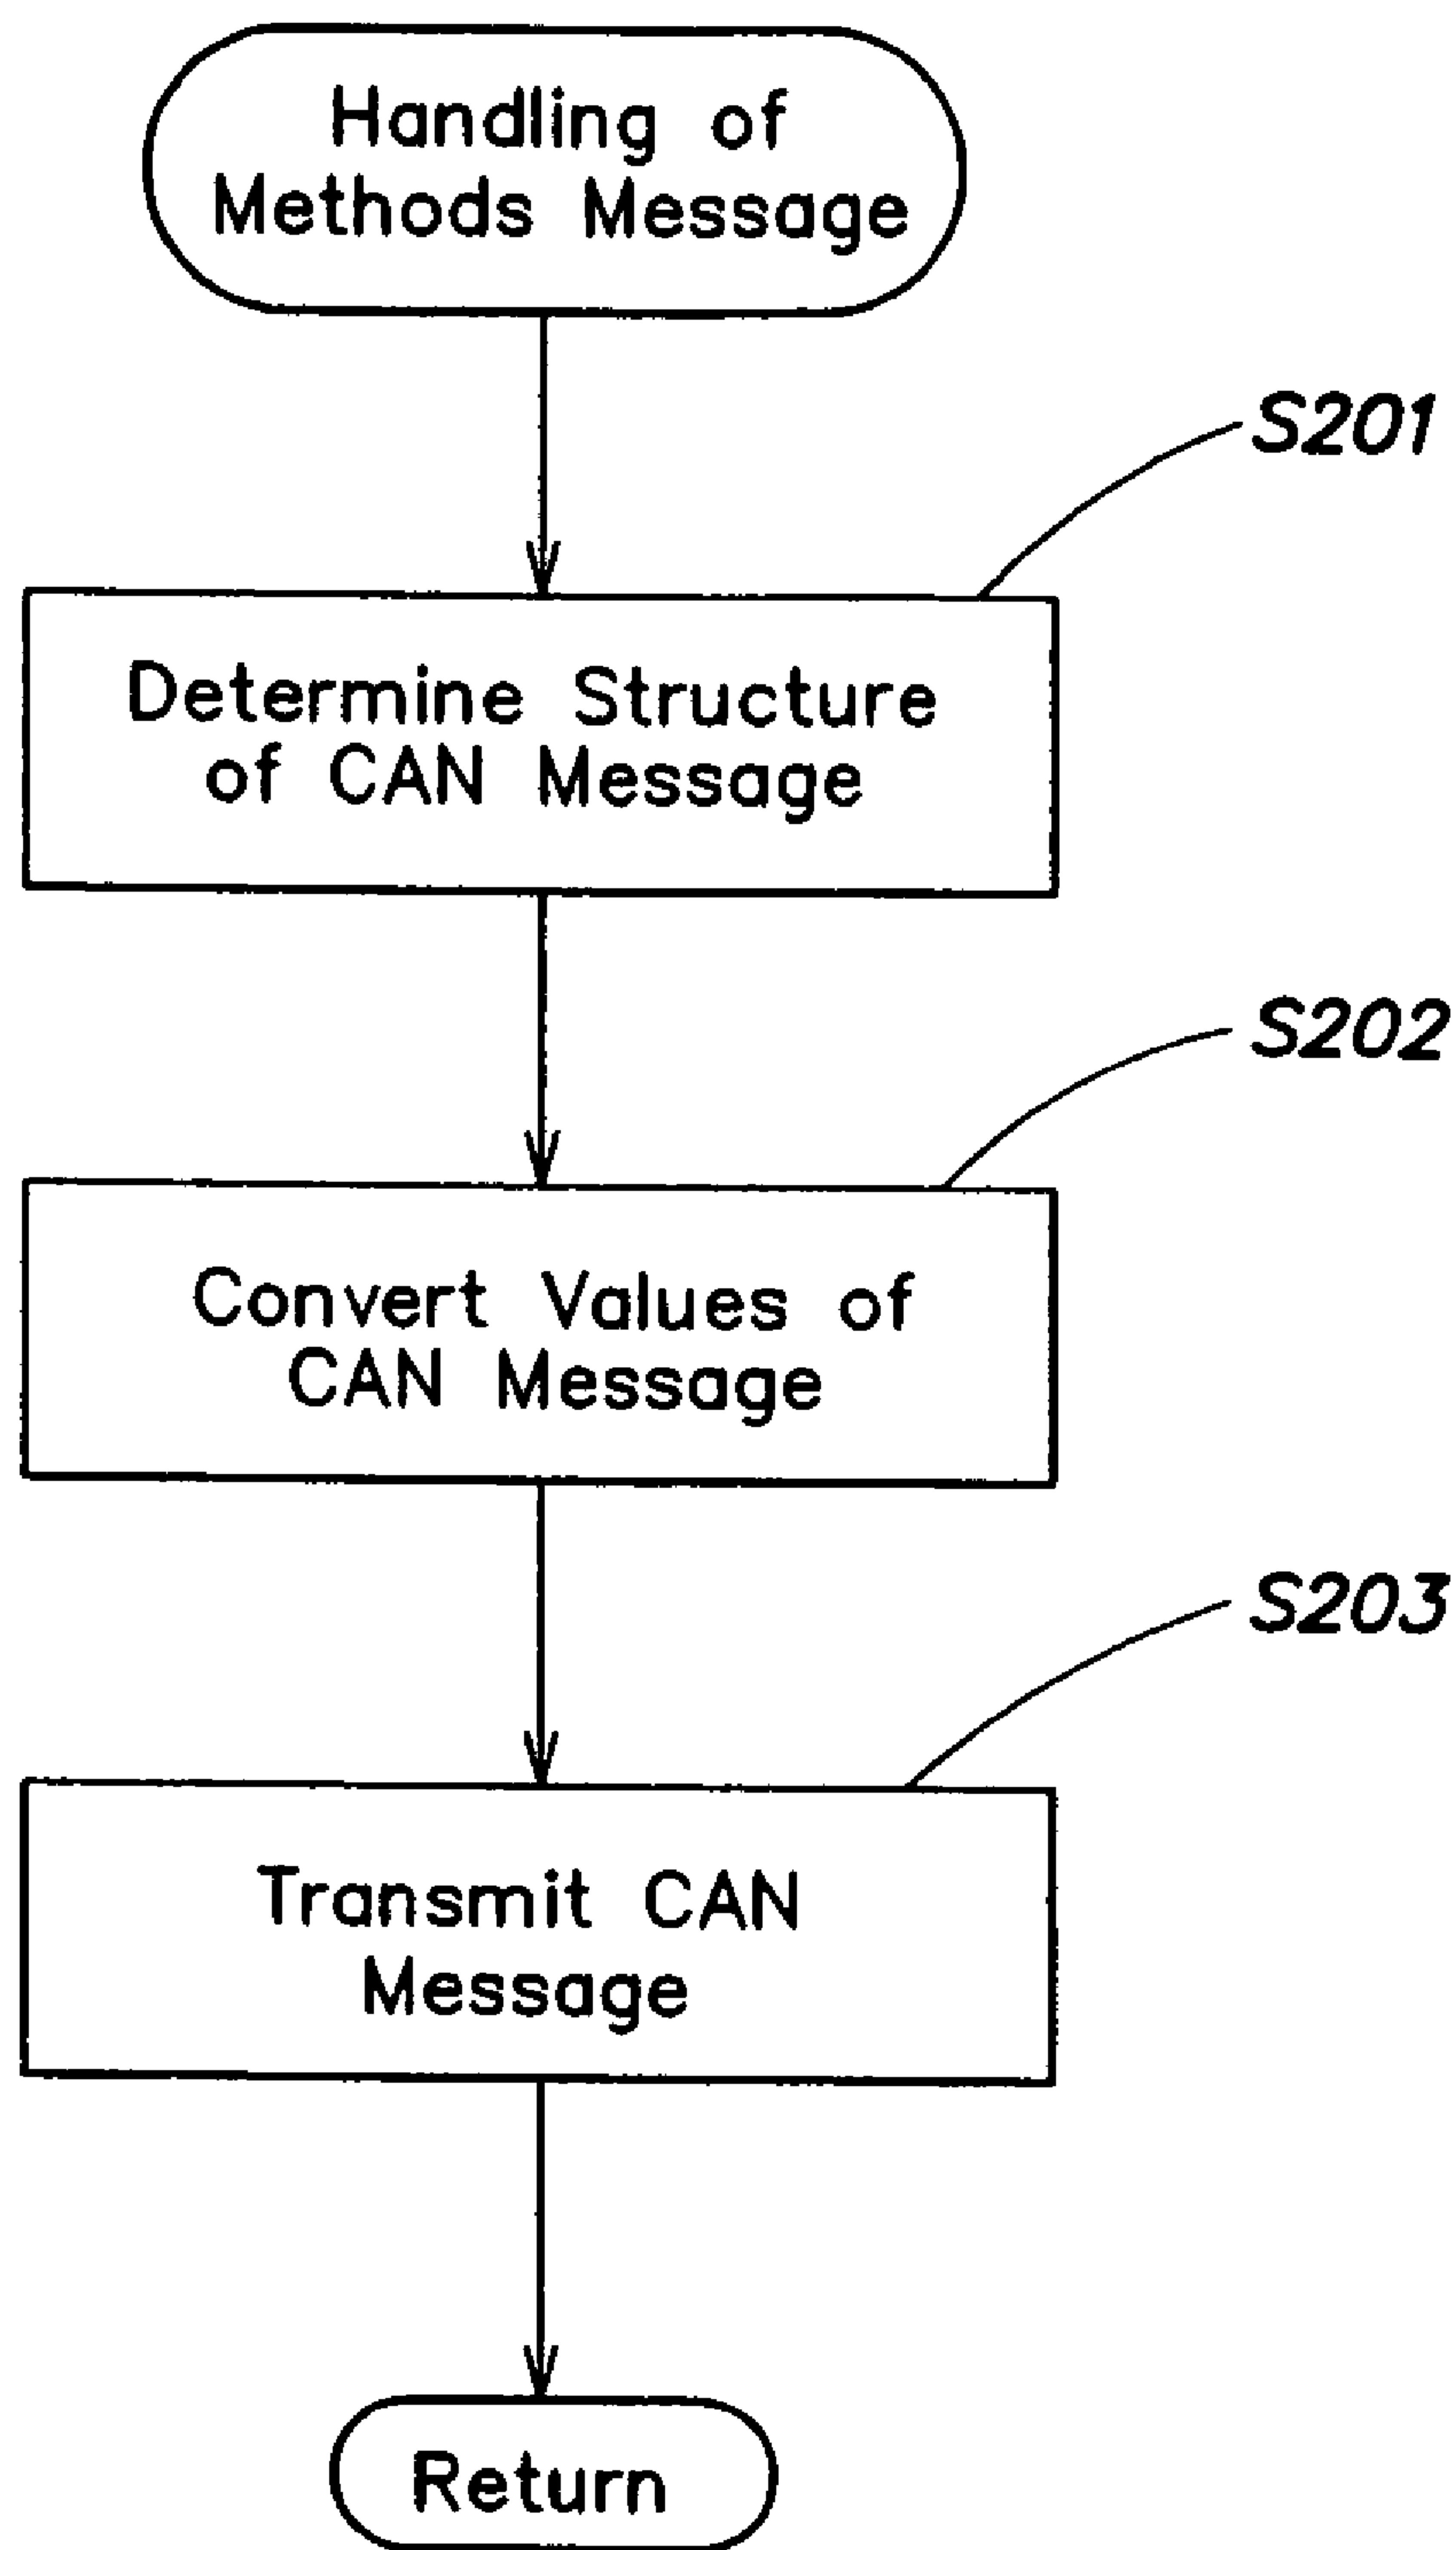 Handling of
Methods Message
S201
Determine Structure
of CAN Message
S202
Convert Values of
CAN Message
S203
Transmit CAN
Message
Return